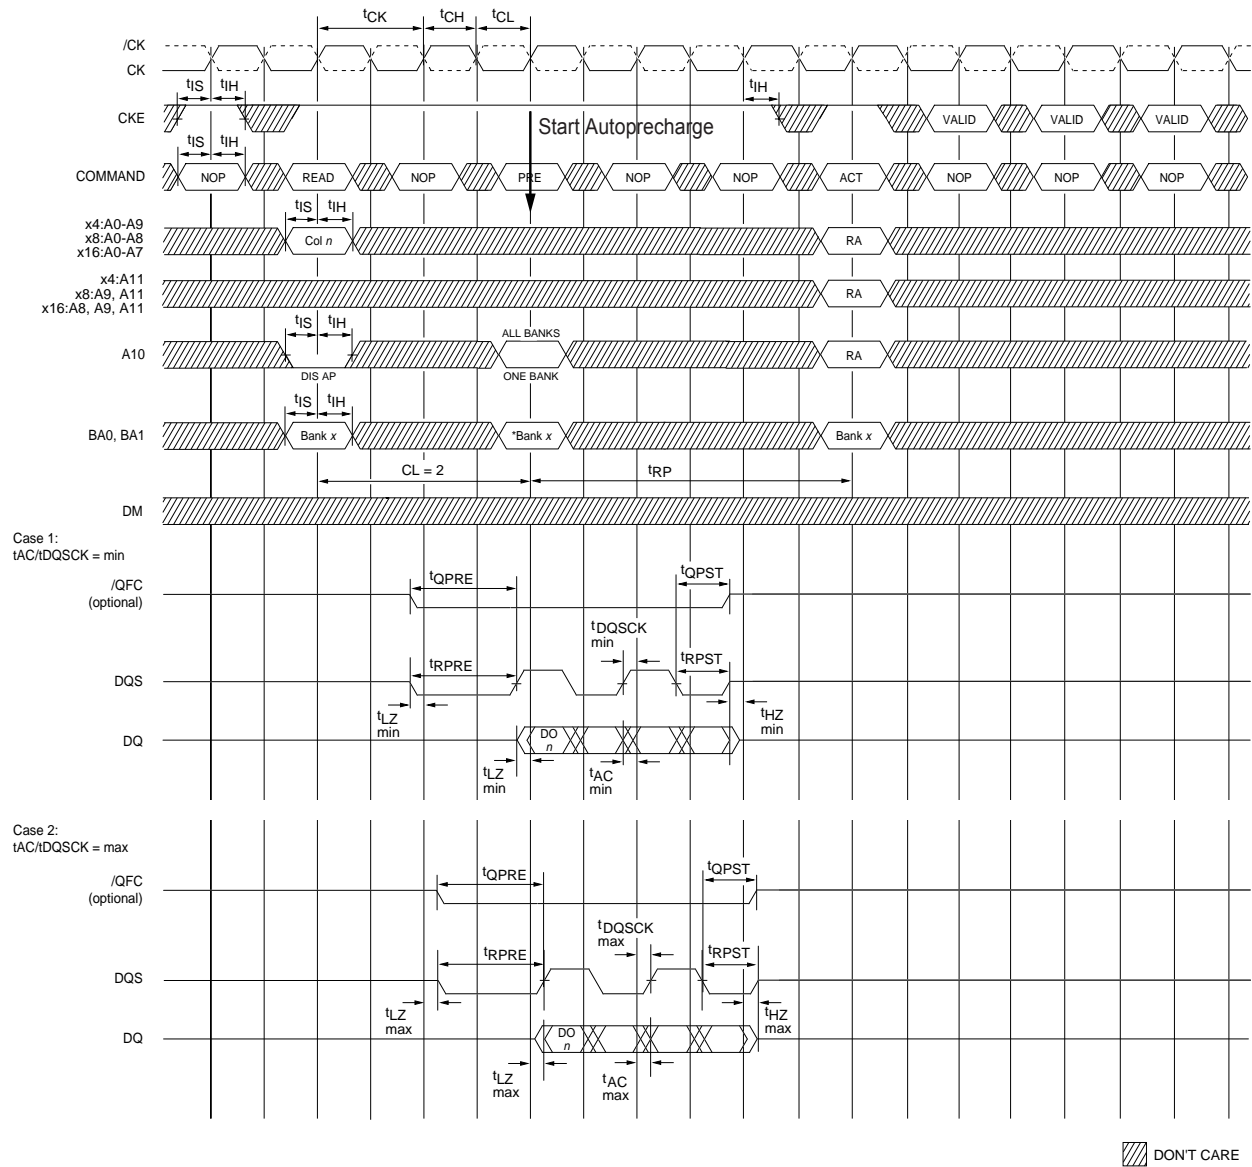 tCK tCH tCL
/CK
CK
tIS tIH tIH
CKE VALID VALID VALID
Start Autoprecharge
tIS tIH
COMMAND NOP READ NOP PRE NOP NOP ACT NOP NOP NOP
tIS tIH
x4:A0-A9
x8:A0-A8
x16:A0-A7
Col n RA
x4:A11
x8:A9, A11
x16:A8, A9, A11
RA
tIS tIH ALL BANKS
A10 RA
DIS AP ONE BANK
tIS tIH
BA0, BA1 Bank x *Bank x Bank x
CL = 2 tRP
DM
Case 1:
tAC/tDQSCK = min
tQPRE tQPST
/QFC
(optional)
tDQSCK
min
tRPRE tRPST
DQS
tLZ
min
tHZ
min
DQ DO
n
tLZ
min
tAC
min
Case 2:
tAC/tDQSCK = max
tQPRE tQPST
/QFC
(optional)
tDQSCK
max
tRPRE tRPST
DQS
tLZ
max
tHZ
max
DQ DO
n
tLZ
max
tAC
max
DON'T CARE